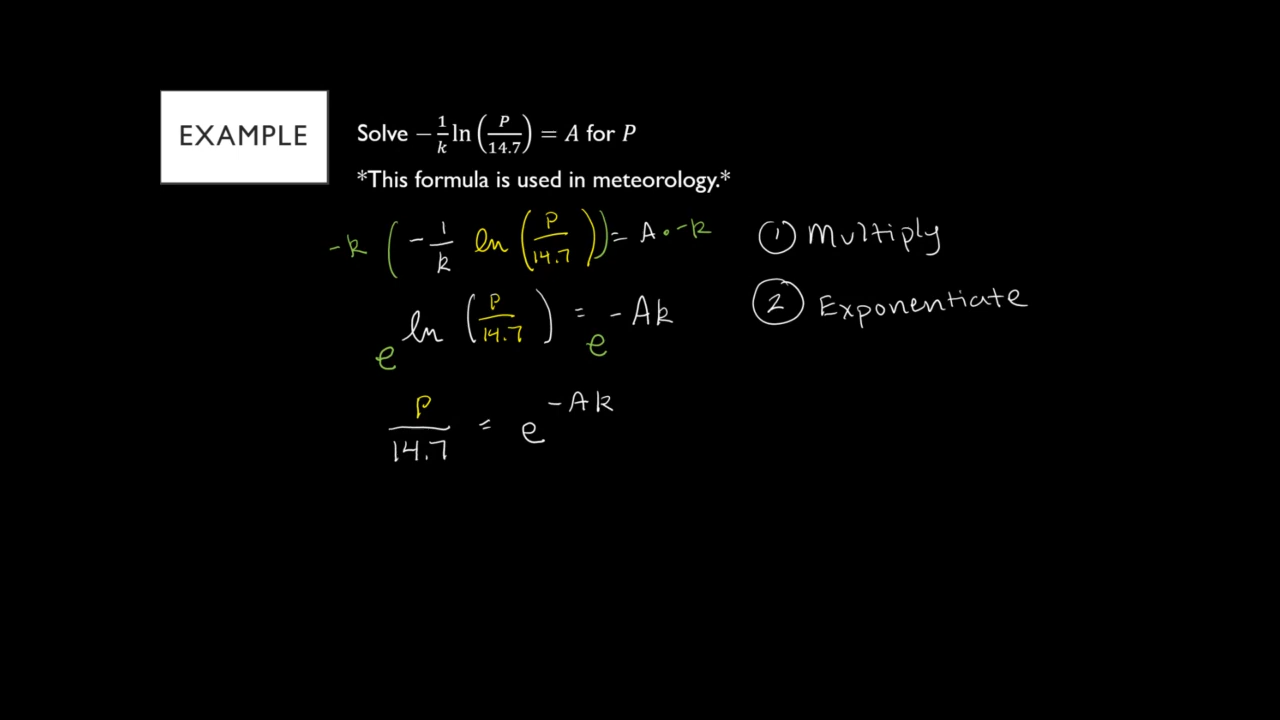 EXAMPLE
Solve −1/k ln(P/14.7) = A for P
*This formula is used in meteorology.*
-k (-1/k ln(P/14.7)) = A · -k
① Multiply
ln(P/14.7) = -Ak
e e
② Exponentiate
P/14.7 = e^-Ak